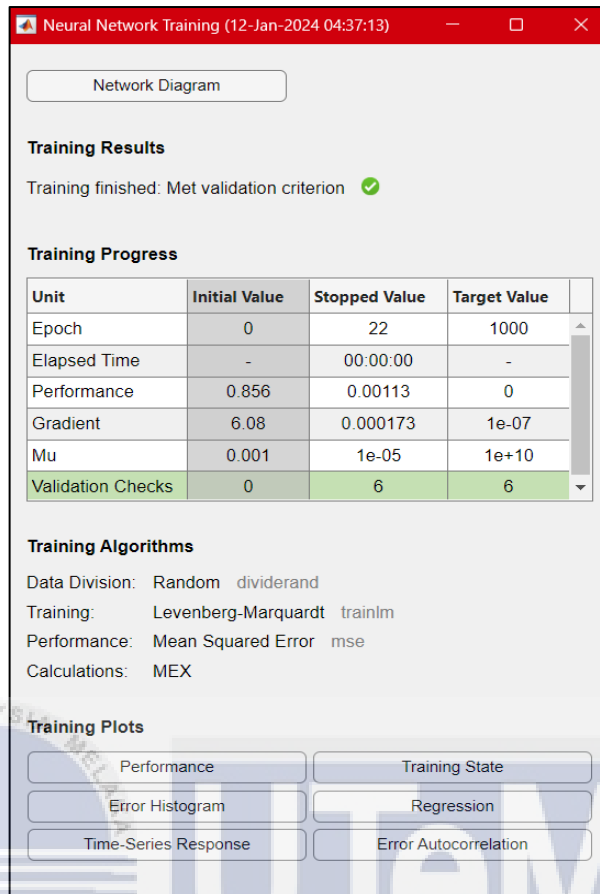 Neural Network Training (12-Jan-2024 04:37:13)
Network Diagram
Training Results
Training finished: Met validation criterion
Training Progress
Unit Initial Value Stopped Value Target Value
Epoch 0 22 1000
Elapsed Time - 00:00:00 -
Performance 0.856 0.00113 0
Gradient 6.08 0.000173 1e-07
Mu 0.001 1e-05 1e+10
Validation Checks 0 6 6
Training Algorithms
Data Division: Random dividerand
Training: Levenberg-Marquardt trainlm
Performance: Mean Squared Error mse
Calculations: MEX
Training Plots
Performance Training State
Error Histogram Regression
Time-Series Response Error Autocorrelation